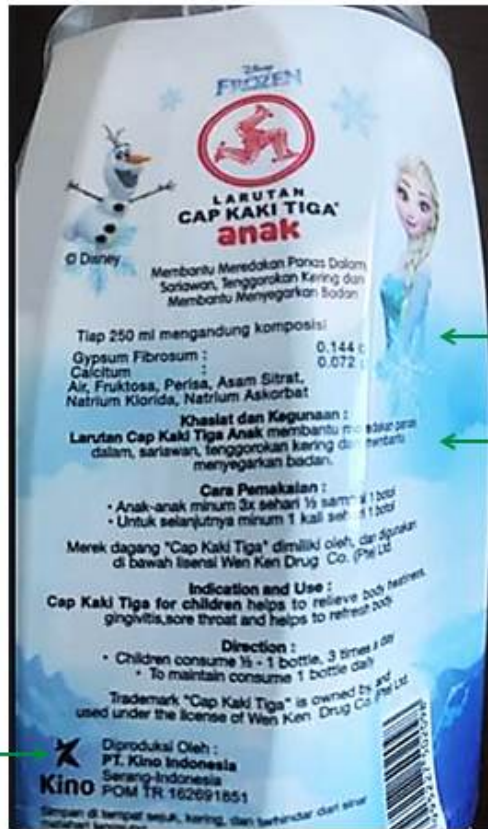 Disney
FROZEN
LARUTAN
CAP KAKI TIGA
anak
© Disney
Membantu Meredakan Panas Dalam,
Sariawan, Tenggorokan Kering dan
Membantu Menyegarkan Badan
Tiap 250 ml mengandung komposisi
Gypsum Fibrosum : 0.144
Calcitum : 0.072
Air, Fruktosa, Perisa, Asam Sitrat,
Natrium Klorida, Natrium Askorbat
Khasiat dan Kegunaan :
Larutan Cap Kaki Tiga Anak membantu meredakan panas
dalam, sariawan, tenggorokan kering dan membantu
menyegarkan badan.
Cara Pemakaian :
• Anak-anak minum 3x sehari ½ sampai 1 botol
• Untuk selanjutnya minum 1 kali sehari 1 botol
Merek dagang "Cap Kaki Tiga" dimiliki oleh, dan digunakan
di bawah lisensi Wen Ken Drug Co. (Pte) Ltd.
Indication and Use :
Cap Kaki Tiga for children helps to relieve body heatiness,
gingivitis,sore throat and helps to refresh body
Direction :
• Children consume ½ - 1 bottle, 3 times a day
• To maintain consume 1 bottle daily
Trademark "Cap Kaki Tiga" is owned by and
used under the license of Wen Ken Drug Co. (Pte) Ltd.
Diproduksi Oleh :
PT. Kino Indonesia
Serang-Indonesia
Kino POM TR 162691851
Simpan di tempat sejuk, kering, dan terhindar dari sinar
matahari langsung